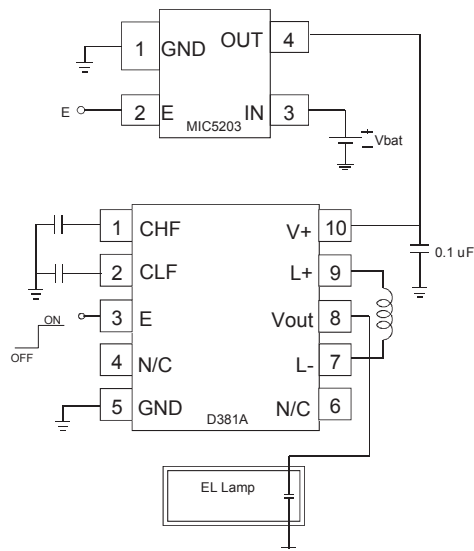 1 GND OUT 4
E 2 E IN 3
MIC5203
+
– Vbat
1 CHF V+ 10
0.1 uF
2 CLF L+ 9
ON
OFF
3 E Vout 8
4 N/C L- 7
5 GND N/C 6
D381A
EL Lamp